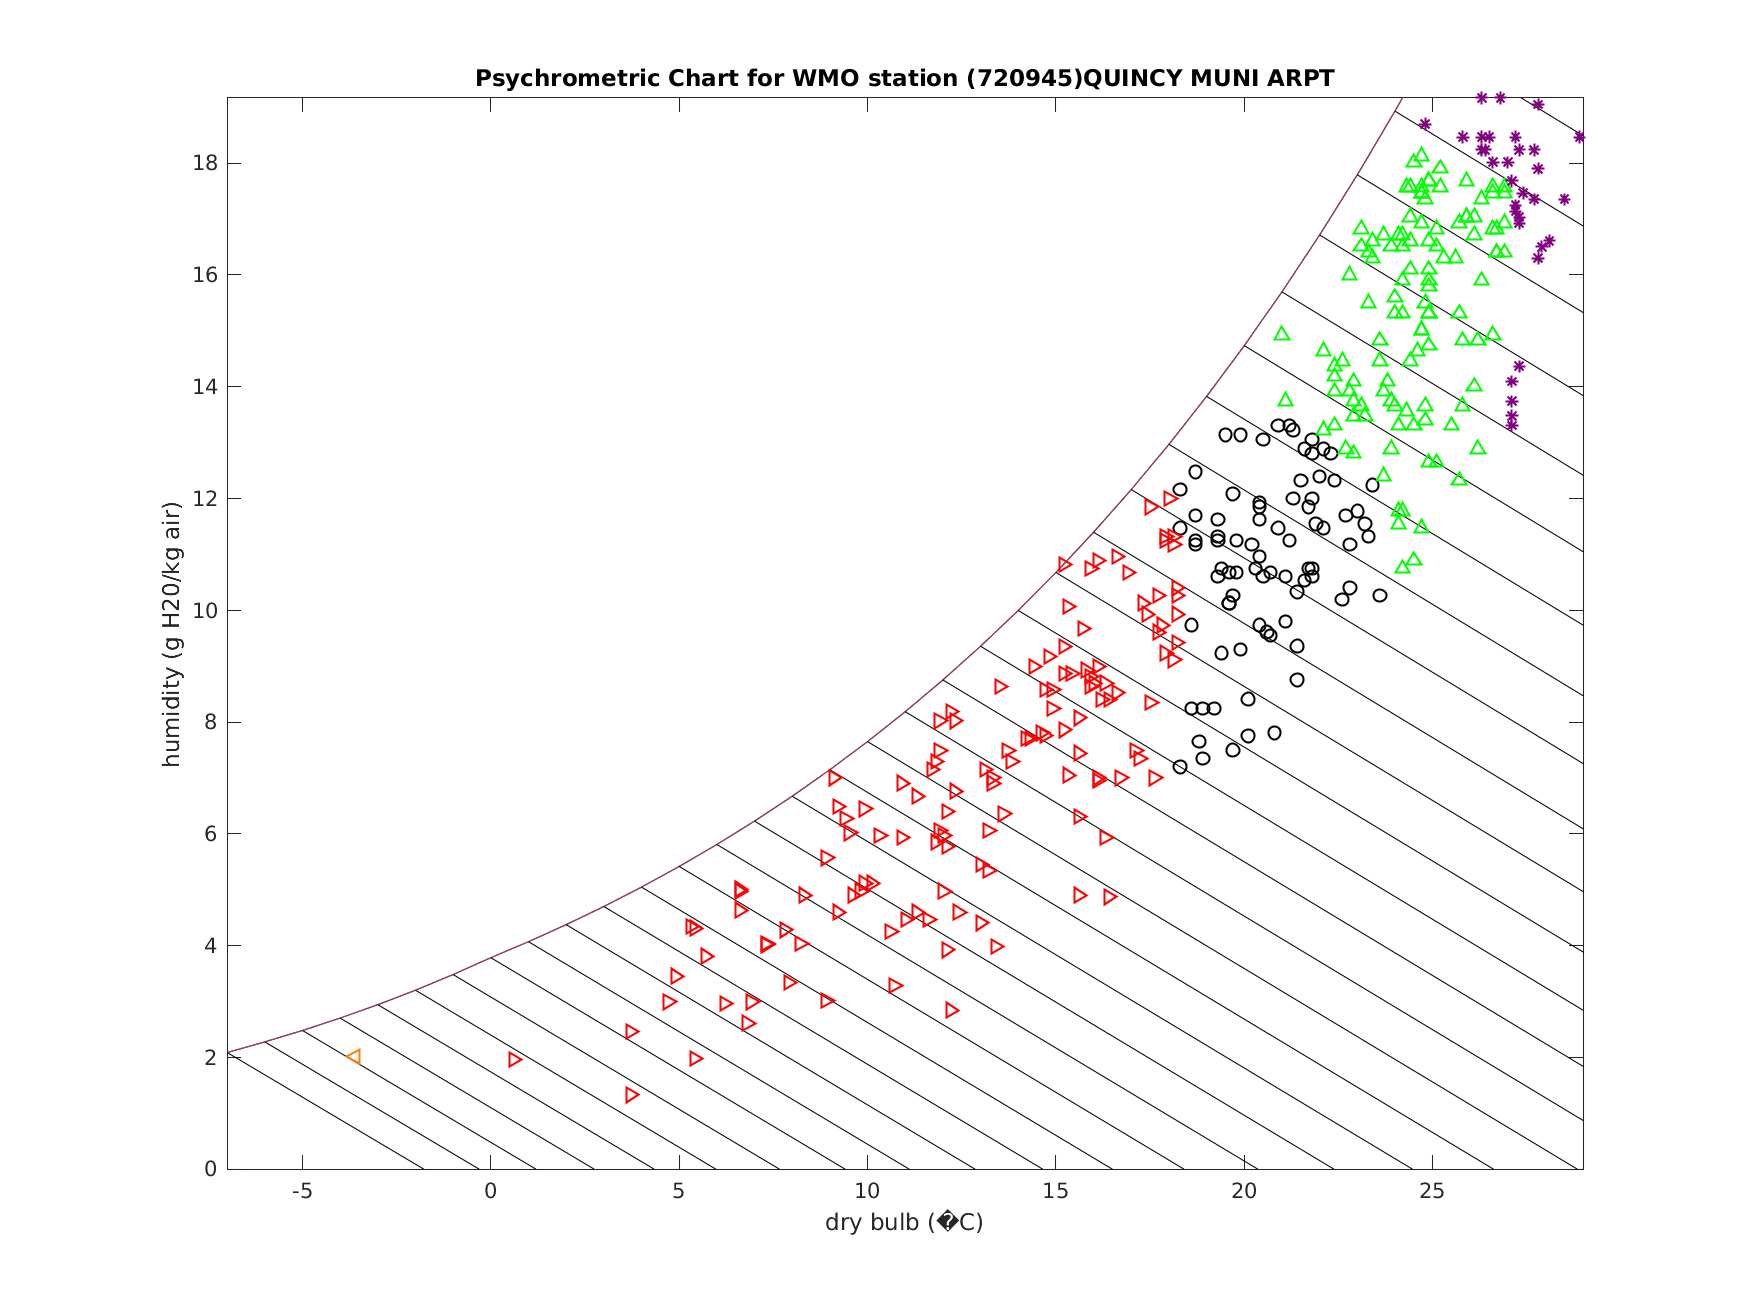 Psychrometric Chart for WMO station (720945)QUINCY MUNI ARPT
humidity (g H20/kg air)
18
16
14
12
10
8
6
4
2
0
-5 0 5 10 15 20 25
dry bulb (�C)